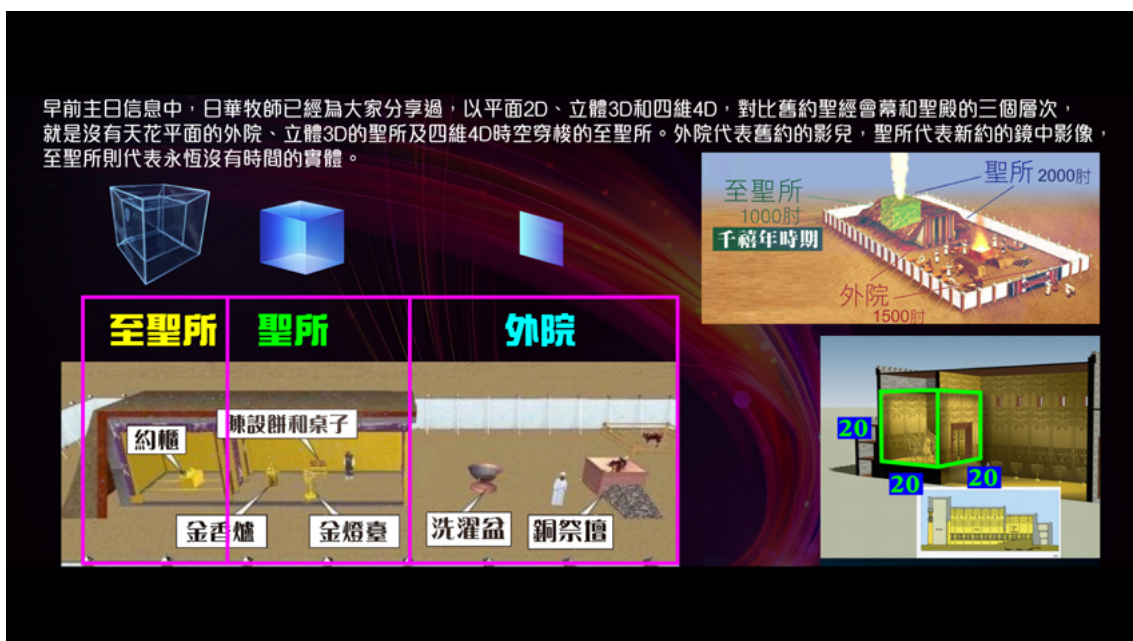 早前主日信息中，日華牧師已經為大家分享過，以平面2D、立體3D和四維4D，對比舊約聖經會幕和聖殿的三個層次，
就是沒有天花平面的外院、立體3D的聖所及四維4D時空穿梭的至聖所。外院代表舊約的影兒，聖所代表新約的鏡中影像，
至聖所則代表永恆沒有時間的實體。
至聖所
1000肘
千禧年時期
聖所 2000肘
外院
1500肘
至聖所
聖所
外院
約櫃
陳設餅和桌子
金香爐
金燈臺
洗濯盆
銅祭壇
20
20
20